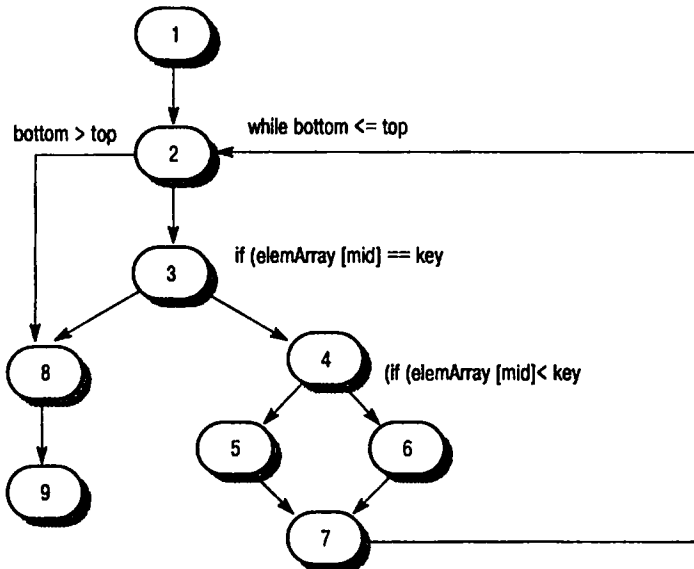 1
bottom > top
while bottom <= top
2
if (elemArray [mid] == key
3
4
(if (elemArray [mid]< key
8
5
6
9
7